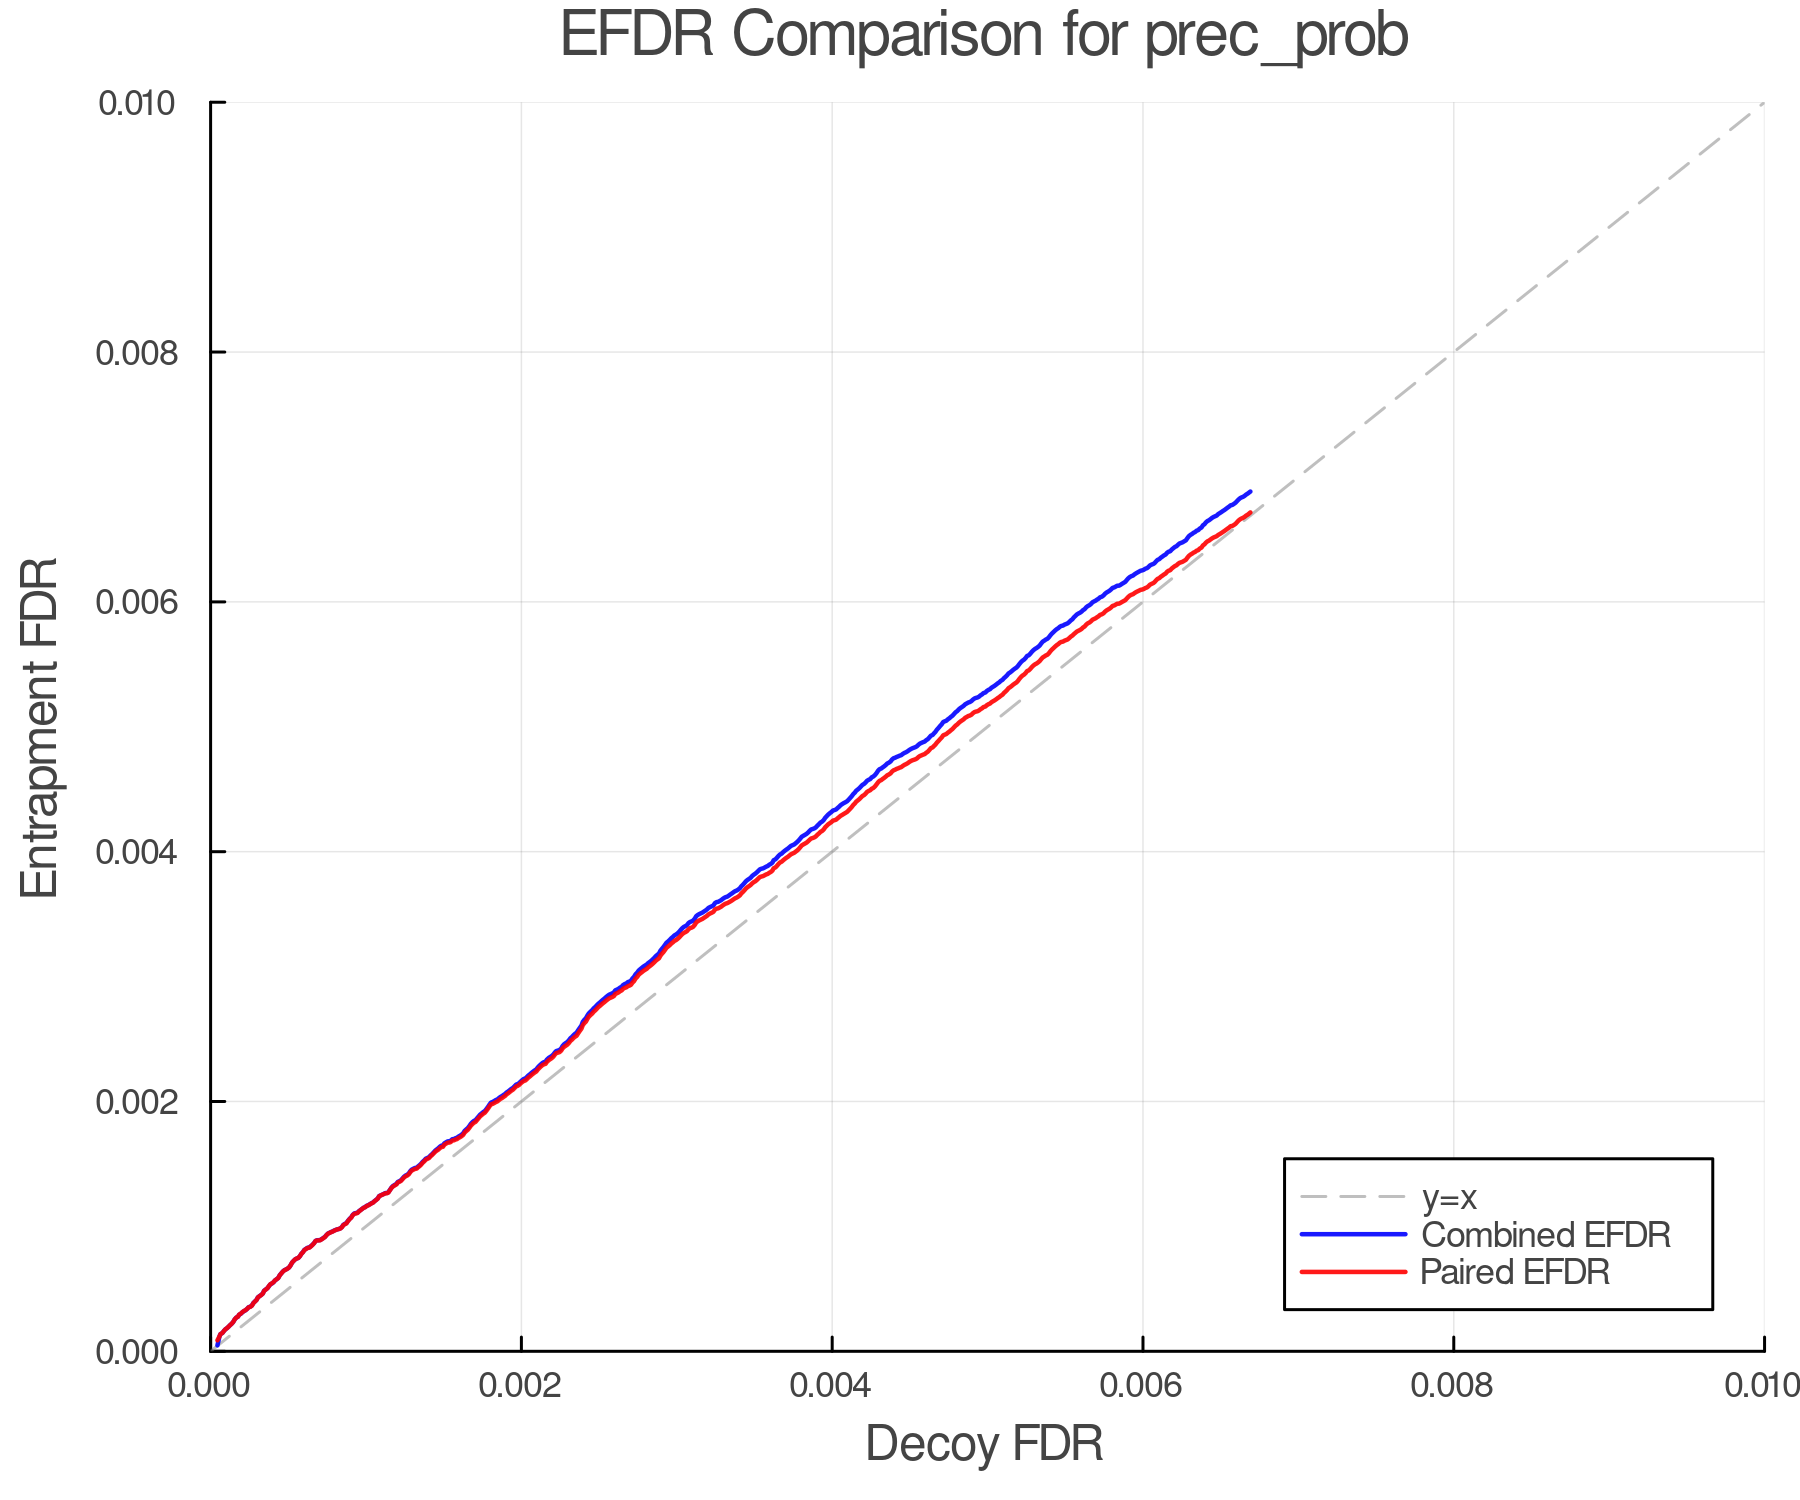 EFDR Comparison for prec_prob
0.010
0.008
0.006
0.004
0.002
0.000
Entrapment FDR
0.000 0.002 0.004 0.006 0.008 0.010
Decoy FDR
y=x
Combined EFDR
Paired EFDR